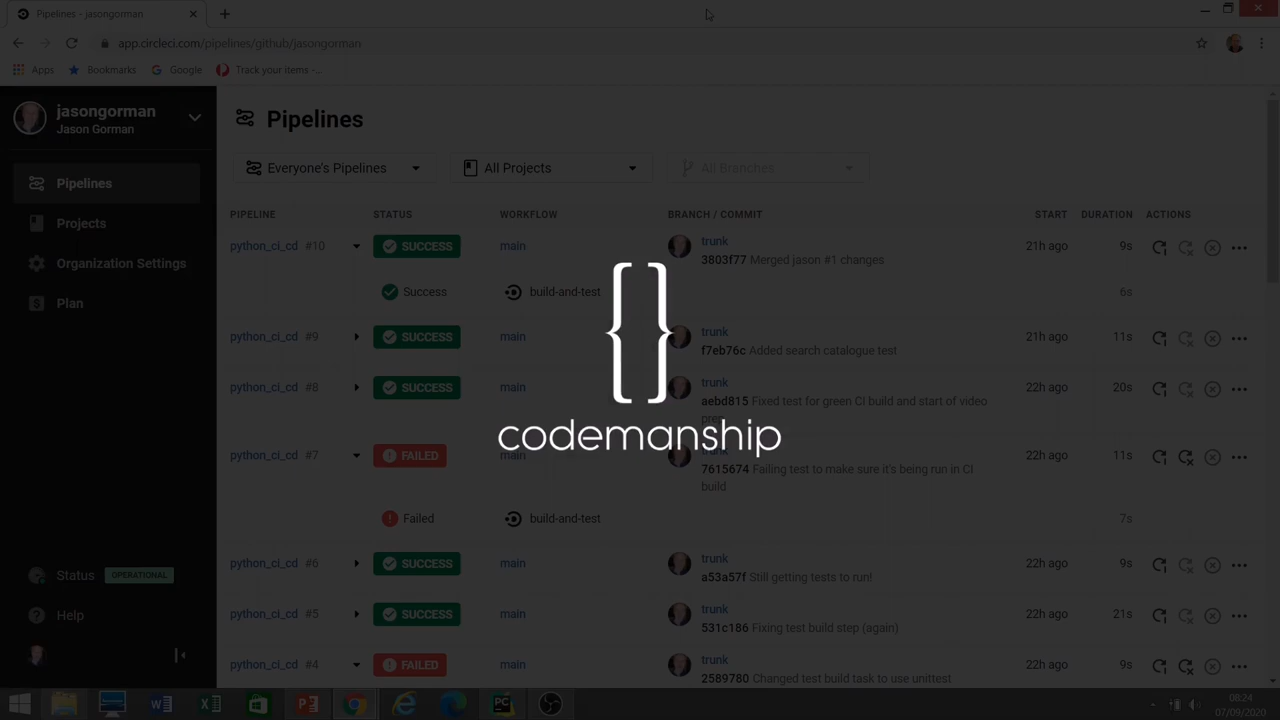 Pipelines - jasongorman
app.circleci.com/pipelines/github/jasongorman
Apps Bookmarks Google Track your items -...
jasongorman
Jason Gorman
Pipelines
Projects
Organization Settings
Plan
Status OPERATIONAL
Help
Pipelines
Everyone's Pipelines All Projects All Branches
PIPELINE STATUS WORKFLOW BRANCH / COMMIT START DURATION ACTIONS
python_ci_cd #10 SUCCESS main trunk 21h ago 9s
3803f77 Merged jason #1 changes
Success build-and-test 6s
python_ci_cd #9 SUCCESS main trunk 21h ago 11s
f7eb76c Added search catalogue test
python_ci_cd #8 SUCCESS main trunk 22h ago 20s
aebd815 Fixed test for green CI build and start of video
codemanship
python_ci_cd #7 FAILED main trunk 22h ago 11s
7615674 Failing test to make sure it's being run in CI
build
Failed build-and-test 7s
python_ci_cd #6 SUCCESS main trunk 22h ago 9s
a53a57f Still getting tests to run!
python_ci_cd #5 SUCCESS main trunk 22h ago 21s
531c186 Fixing test build step (again)
python_ci_cd #4 FAILED main trunk 22h ago 9s
2589780 Changed test build task to use unittest
08:24
07/09/2020